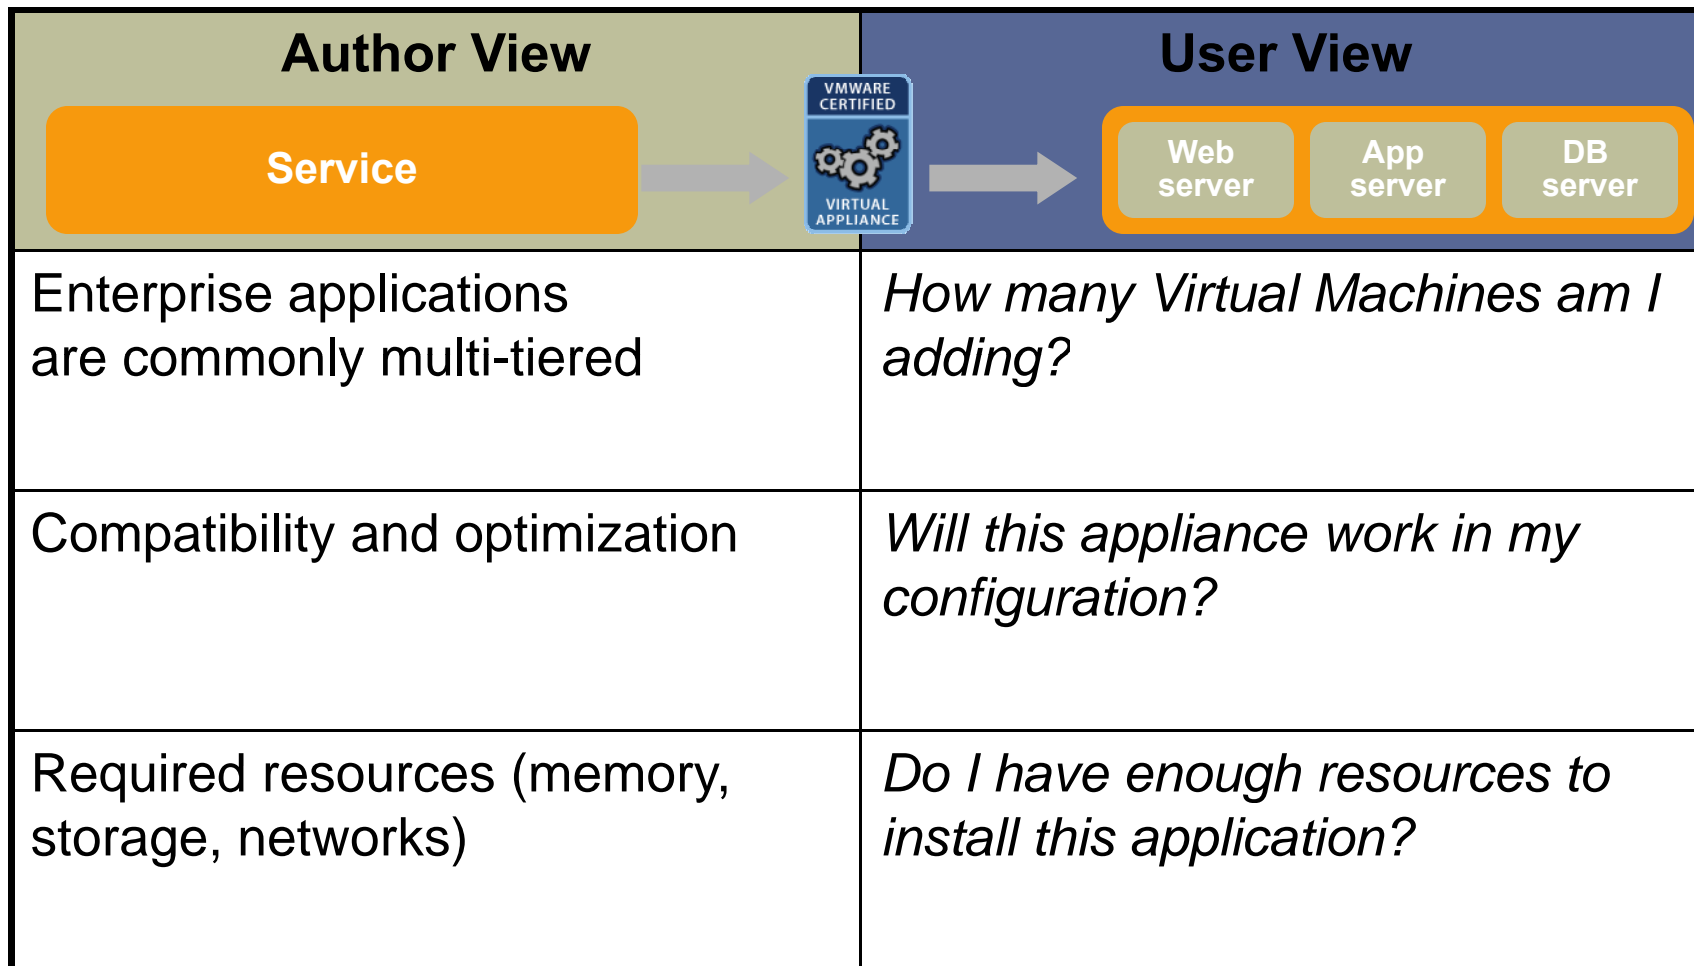 Author View
User View
Service
VMWARE
CERTIFIED
VIRTUAL
APPLIANCE
Web
server
App
server
DB
server
Enterprise applications
are commonly multi-tiered
How many Virtual Machines am I
adding?
Compatibility and optimization
Will this appliance work in my
configuration?
Required resources (memory,
storage, networks)
Do I have enough resources to
install this application?